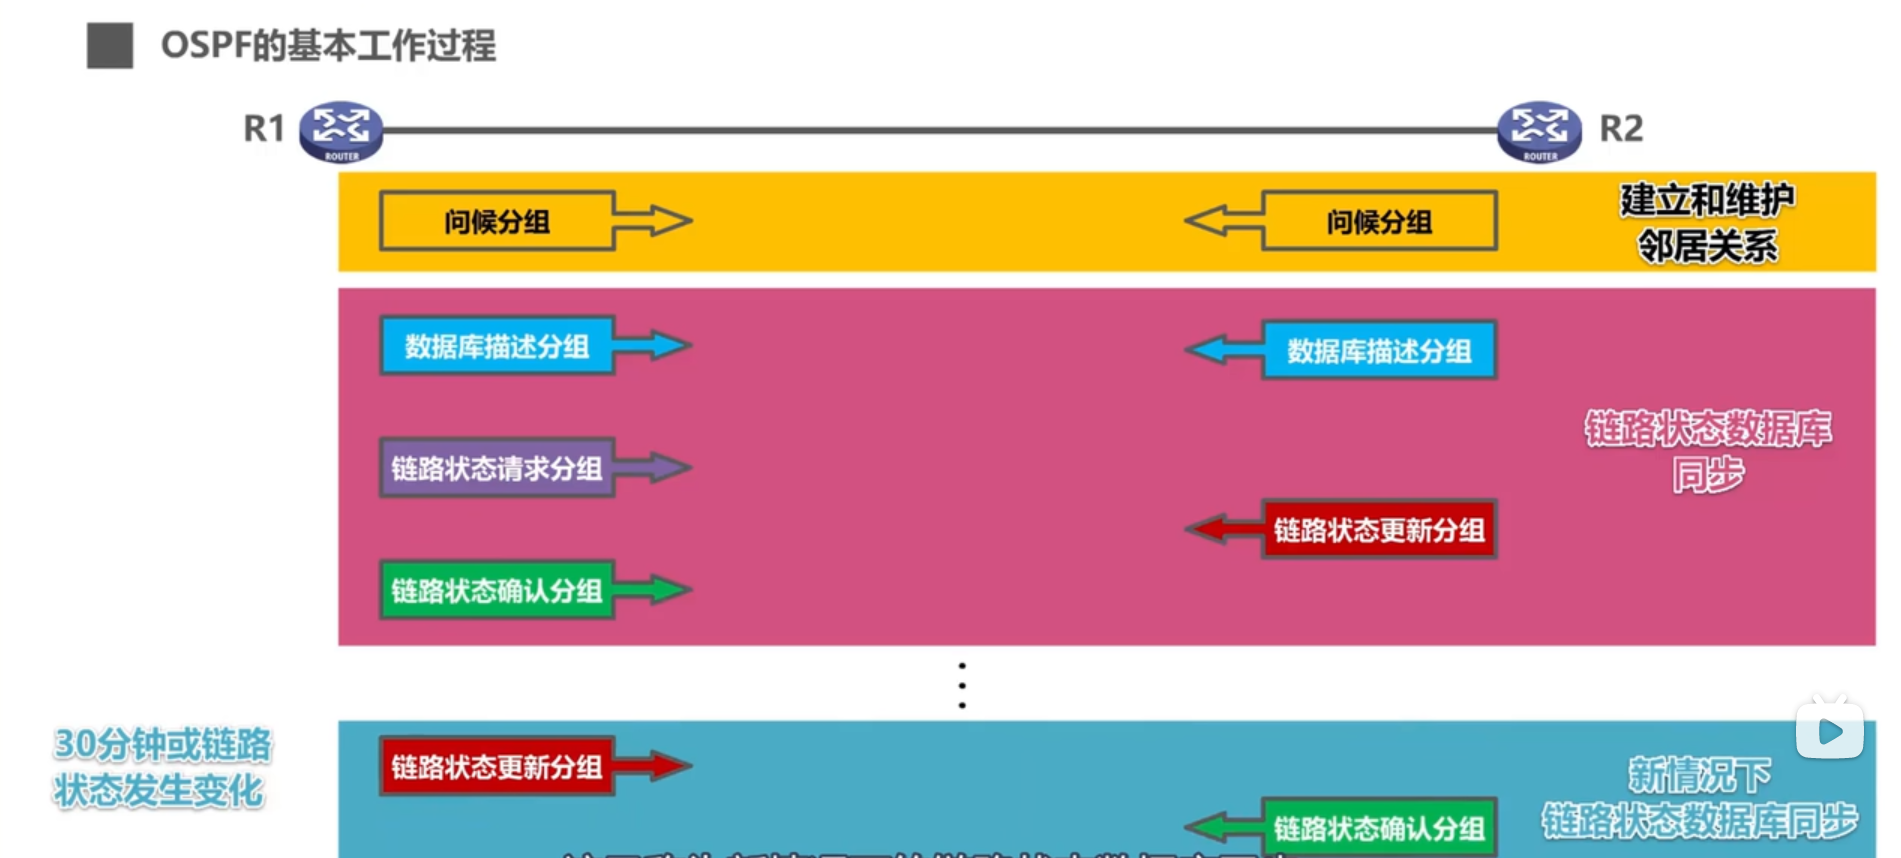 OSPF的基本工作过程
R1
ROUTER
ROUTER
R2
问候分组
问候分组
建立和维护
邻居关系
数据库描述分组
数据库描述分组
链路状态数据库
同步
链路状态请求分组
链路状态更新分组
链路状态确认分组
30分钟或链路
状态发生变化
链路状态更新分组
新情况下
链路状态数据库同步
链路状态确认分组